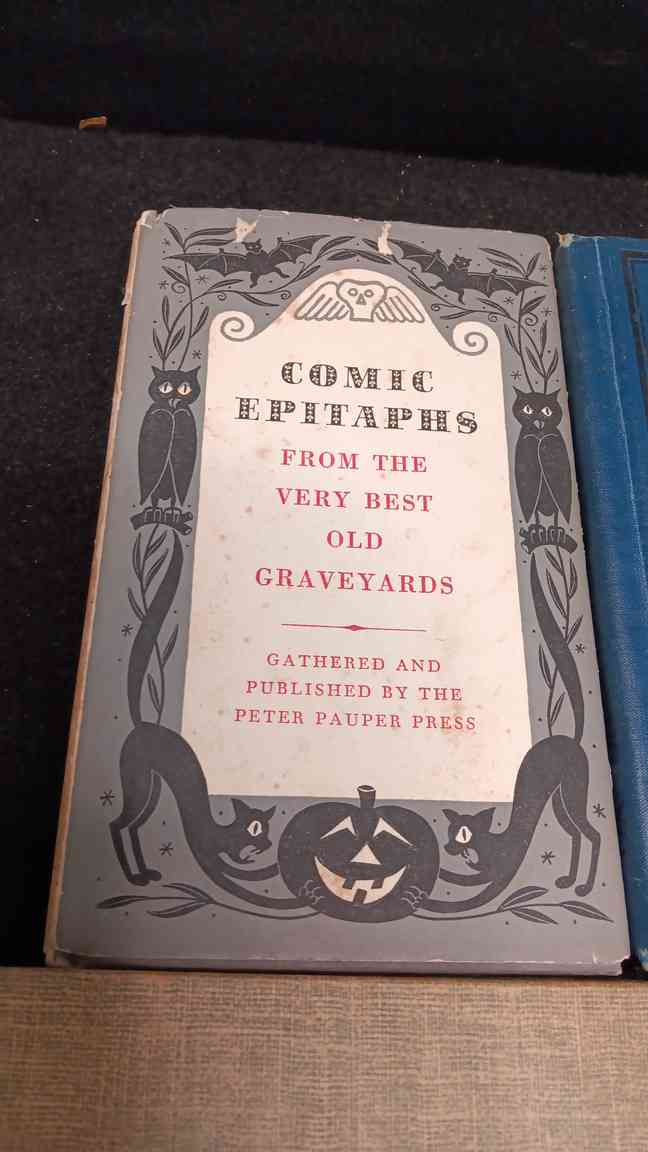 COMIC
EPITAPHS
FROM THE
VERY BEST
OLD
GRAVEYARDS
GATHERED AND
PUBLISHED BY THE
PETER PAUPER PRESS